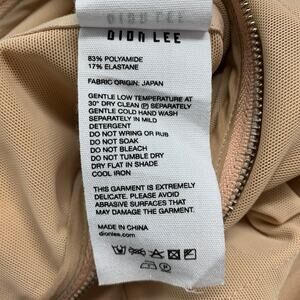 DION LEE
DION LEE
83% POLYAMIDE
17% ELASTANE
FABRIC ORIGIN: JAPAN
GENTLE LOW TEMPERATURE AT
30° DRY CLEAN Ⓟ SEPARATELY
GENTLE COLD HAND WASH
SEPARATELY IN MILD
DETERGENT
DO NOT WRING OR RUB
DO NOT SOAK
DO NOT BLEACH
DO NOT TUMBLE DRY
DRY FLAT IN SHADE
COOL IRON
THIS GARMENT IS EXTREMELY
DELICATE. PLEASE AVOID
ABRASIVE SURFACES THAT
MAY DAMAGE THE GARMENT.
MADE IN CHINA
dionlee.com